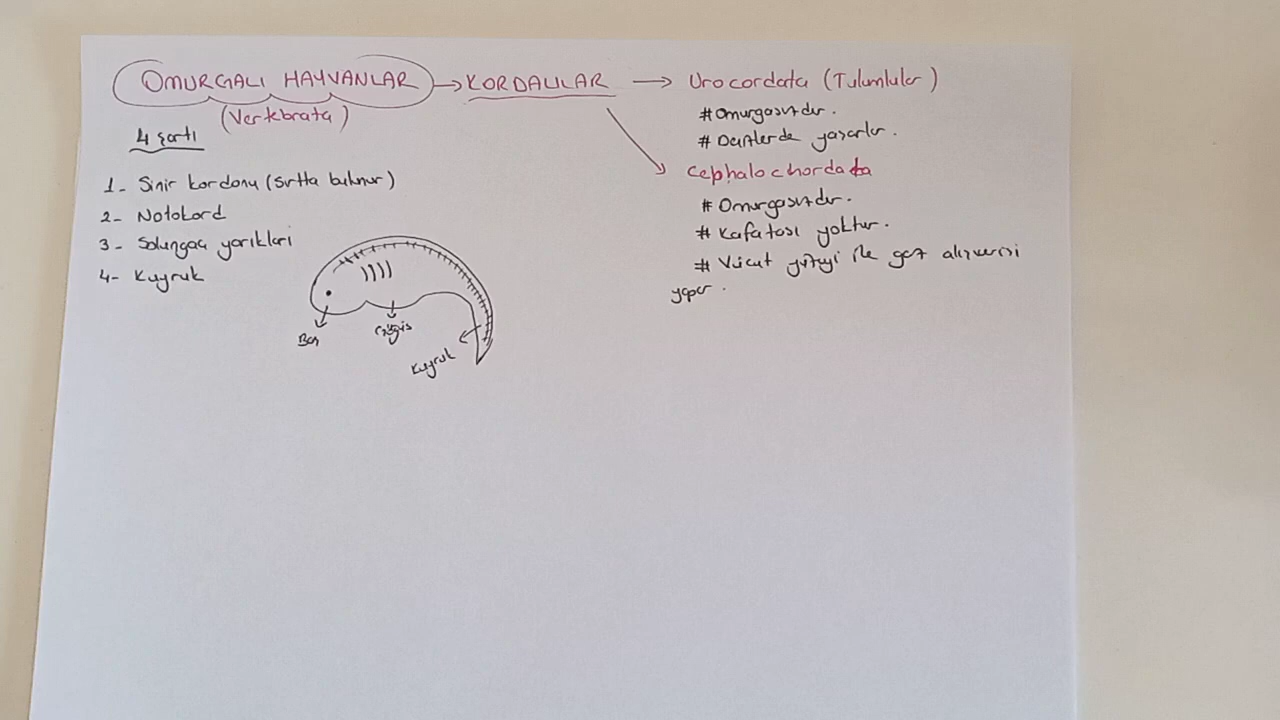 OMURGALI HAYVANLAR → KORDALILAR → Urocordata (Tulumlular)
(Vertebrata)
4 şartı
1- Sinir kordonu (sırtta bulunur)
2- Notokord
3- Solungaç yarıkları
4- Kuyruk
Baş
Göğüs
Kuyruk
# Omurgasızdır.
# Denizlerde yaşarlar.
Cephalochordata
# Omurgasızdır.
# Kafatası yoktur.
# Vücut yüzeyi ile gaz alışverişi
yapar.